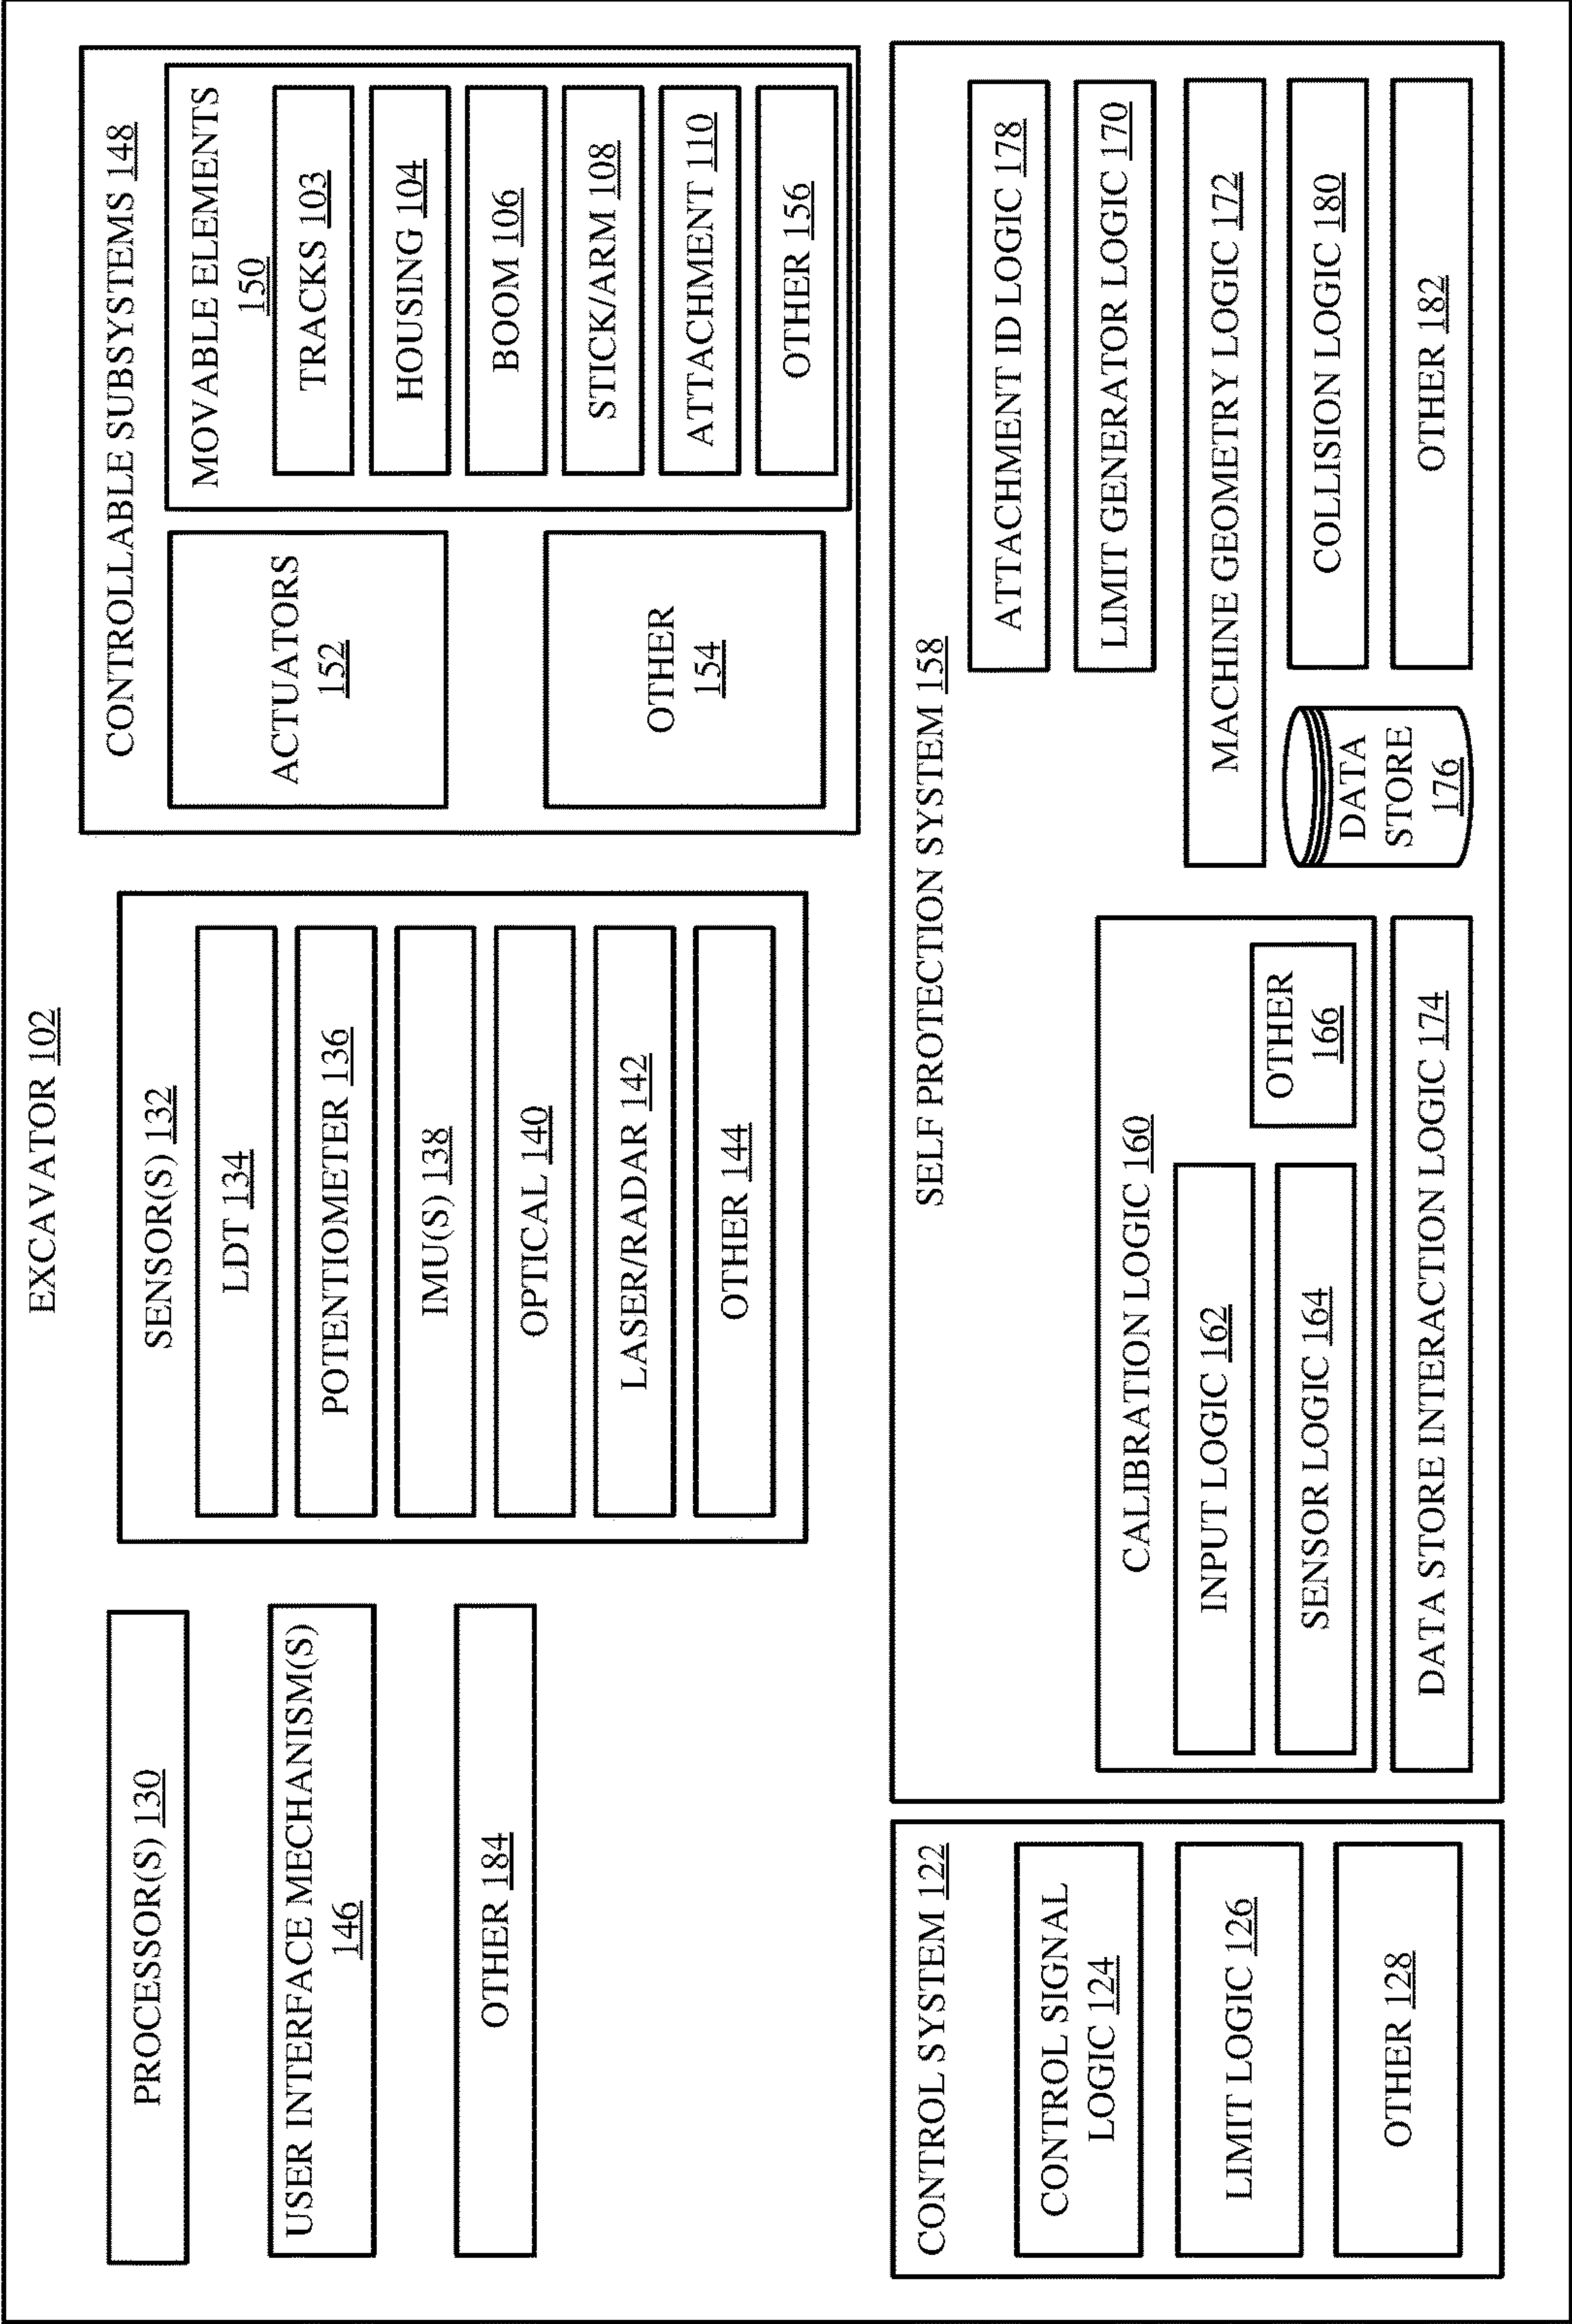 EXCAVATOR 102
PROCESSOR(S) 130
USER INTERFACE MECHANISM(S)
146
OTHER 184
SENSOR(S) 132
LDT 134
POTENTIOMETER 136
IMU(S) 138
OPTICAL 140
LASER/RADAR 142
OTHER 144
CONTROLLABLE SUBSYSTEMS 148
ACTUATORS
152
OTHER
154
MOVABLE ELEMENTS
150
TRACKS 103
HOUSING 104
BOOM 106
STICK/ARM 108
ATTACHMENT 110
OTHER 156
CONTROL SYSTEM 122
CONTROL SIGNAL
LOGIC 124
LIMIT LOGIC 126
OTHER 128
SELF PROTECTION SYSTEM 158
CALIBRATION LOGIC 160
INPUT LOGIC 162
SENSOR LOGIC 164
OTHER
166
DATA STORE INTERACTION LOGIC 174
ATTACHMENT ID LOGIC 178
LIMIT GENERATOR LOGIC 170
MACHINE GEOMETRY LOGIC 172
DATA
STORE
176
COLLISION LOGIC 180
OTHER 182